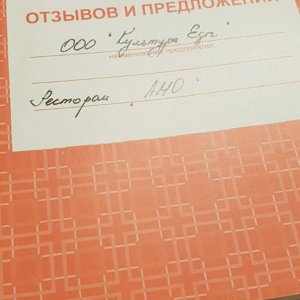 ОТЗЫВОВ И ПРЕДЛОЖЕНИЙ
ООО "Культура Еды"
наименование предприятия
Ресторан "АНО"